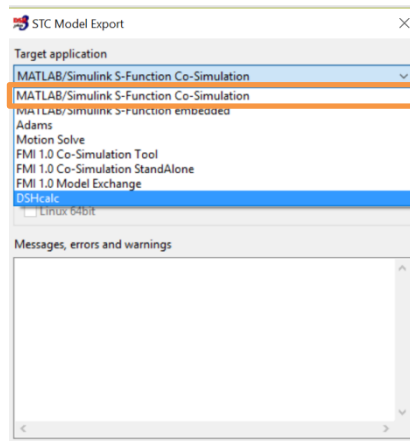 STC Model Export
Target application
MATLAB/Simulink S-Function Co-Simulation
MATLAB/Simulink S-Function Co-Simulation
MATLAB/Simulink S-Function embedded
Adams
Motion Solve
FMI 1.0 Co-Simulation Tool
FMI 1.0 Co-Simulation StandAlone
FMI 1.0 Model Exchange
DSHcalc
Linux 64bit
Messages, errors and warnings